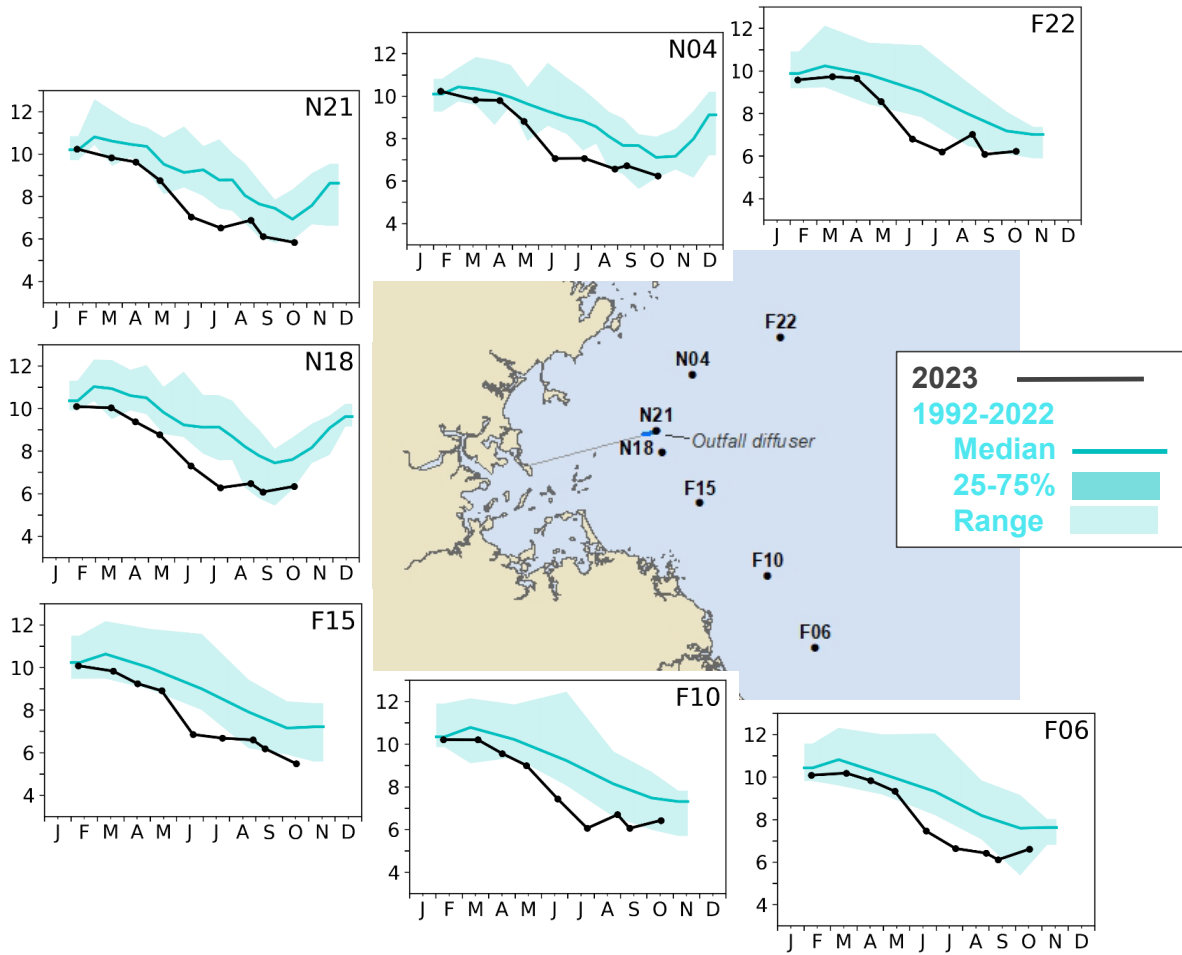 N21
12
10
8
6
4
J F M A M J J A S O N D
N04
12
10
8
6
4
J F M A M J J A S O N D
F22
12
10
8
6
4
J F M A M J J A S O N D
N18
12
10
8
6
4
J F M A M J J A S O N D
F22
N04
N21
Outfall diffuser
N18
F15
F10
F06
2023
1992-2022
Median
25-75%
Range
F15
12
10
8
6
4
J F M A M J J A S O N D
F10
12
10
8
6
4
J F M A M J J A S O N D
F06
12
10
8
6
4
J F M A M J J A S O N D